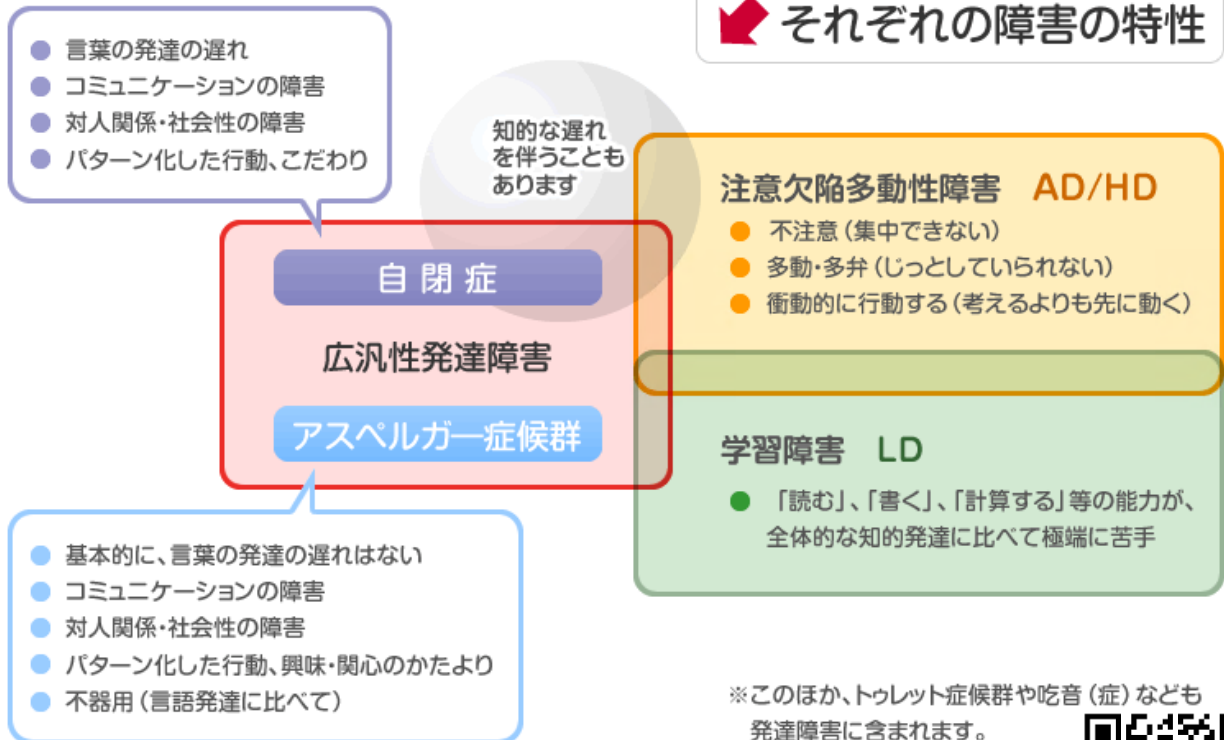 それぞれの障害の特性
言葉の発達の遅れ
コミュニケーションの障害
対人関係・社会性の障害
パターン化した行動、こだわり
知的な遅れ
を伴うことも
あります
自閉症
広汎性発達障害
アスペルガー症候群
基本的に、言葉の発達の遅れはない
コミュニケーションの障害
対人関係・社会性の障害
パターン化した行動、興味・関心のかたより
不器用（言語発達に比べて）
注意欠陥多動性障害 AD/HD
不注意（集中できない）
多動・多弁（じっとしていられない）
衝動的に行動する（考えるよりも先に動く）
学習障害 LD
「読む」、「書く」、「計算する」等の能力が、
全体的な知的発達に比べて極端に苦手
※このほか、トゥレット症候群や吃音（症）なども
発達障害に含まれます。